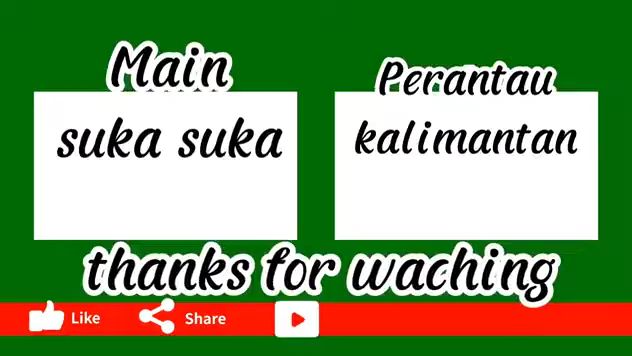 Main
suka suka
Perantau
kalimantan
thanks for waching
Like
Share